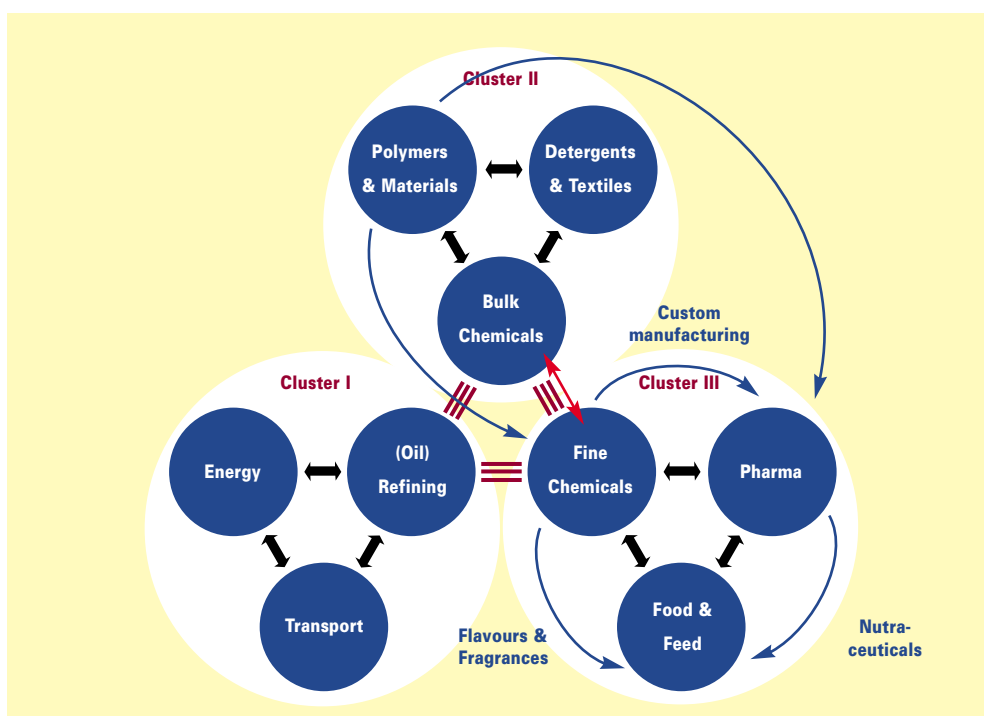 Cluster II
Polymers
& Materials
Detergents
& Textiles
Bulk
Chemicals
Custom
manufacturing
Cluster I
Cluster III
Energy
(Oil)
Refining
Fine
Chemicals
Pharma
Transport
Flavours &
Fragrances
Food &
Feed
Nutra-
ceuticals